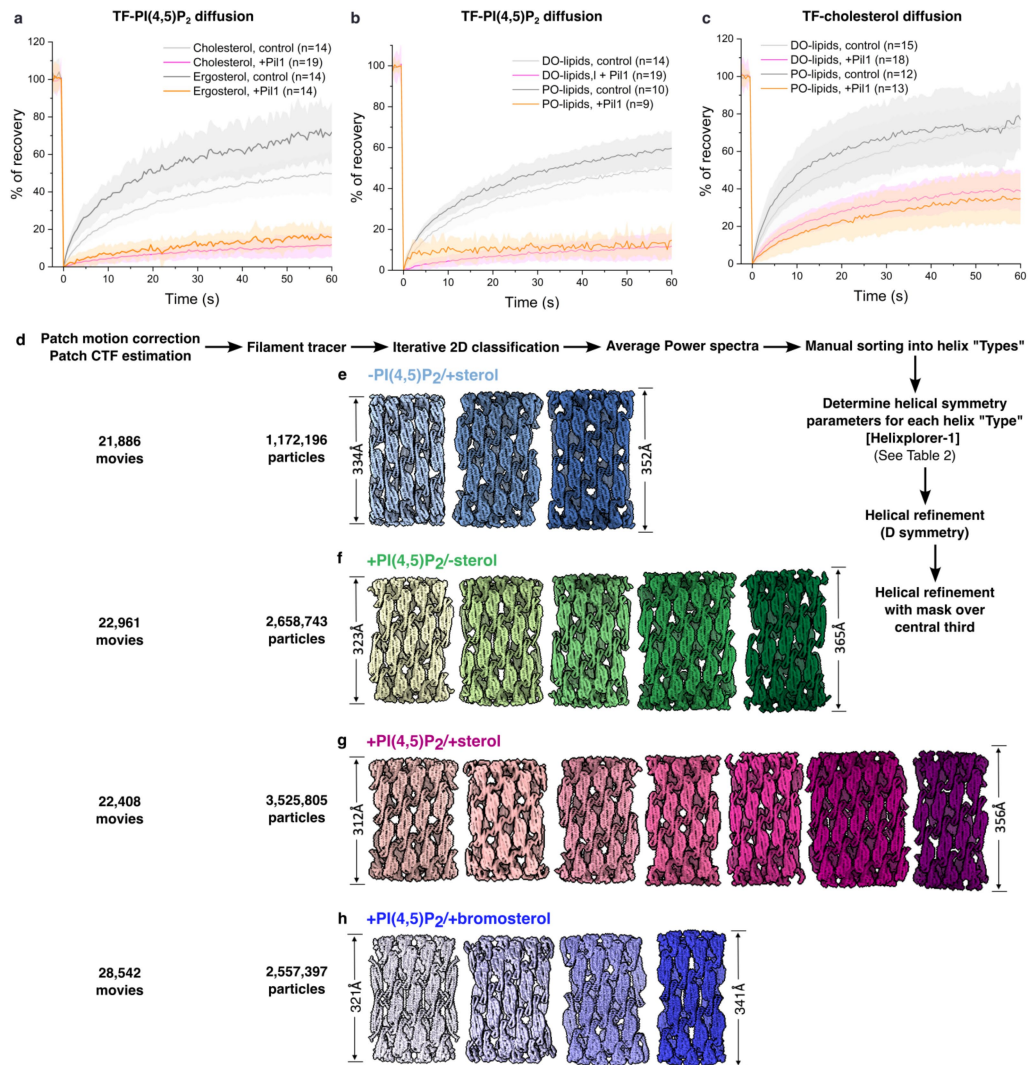 a
TF-PI(4,5)P2 diffusion
120
100
80
60
40
20
0
% of recovery
Cholesterol, control (n=14)
Cholesterol, +Pil1 (n=19)
Ergosterol, control (n=14)
Ergosterol, +Pil1 (n=14)
0 10 20 30 40 50 60
Time (s)
b
TF-PI(4,5)P2 diffusion
100
80
60
40
20
0
% of recovery
DO-lipids, control (n=14)
DO-lipids,l + Pil1 (n=19)
PO-lipids, control (n=10)
PO-lipids, +Pil1 (n=9)
0 10 20 30 40 50 60
Time (s)
c
TF-cholesterol diffusion
120
100
80
60
40
20
0
% of recovery
DO-lipids, control (n=15)
DO-lipids, +Pil1 (n=18)
PO-lipids, control (n=12)
PO-lipids, +Pil1 (n=13)
0 10 20 30 40 50 60
Time (s)
d
Patch motion correction
Patch CTF estimation
Filament tracer
Iterative 2D classification
Average Power spectra
Manual sorting into helix "Types"
Determine helical symmetry
parameters for each helix "Type"
[Helixplorer-1]
(See Table 2)
Helical refinement
(D symmetry)
Helical refinement
with mask over
central third
e
-PI(4,5)P2/+sterol
21,886
movies
1,172,196
particles
334Å
352Å
f
+PI(4,5)P2/-sterol
22,961
movies
2,658,743
particles
323Å
365Å
g
+PI(4,5)P2/+sterol
22,408
movies
3,525,805
particles
312Å
356Å
h
+PI(4,5)P2/+bromosterol
28,542
movies
2,557,397
particles
321Å
341Å